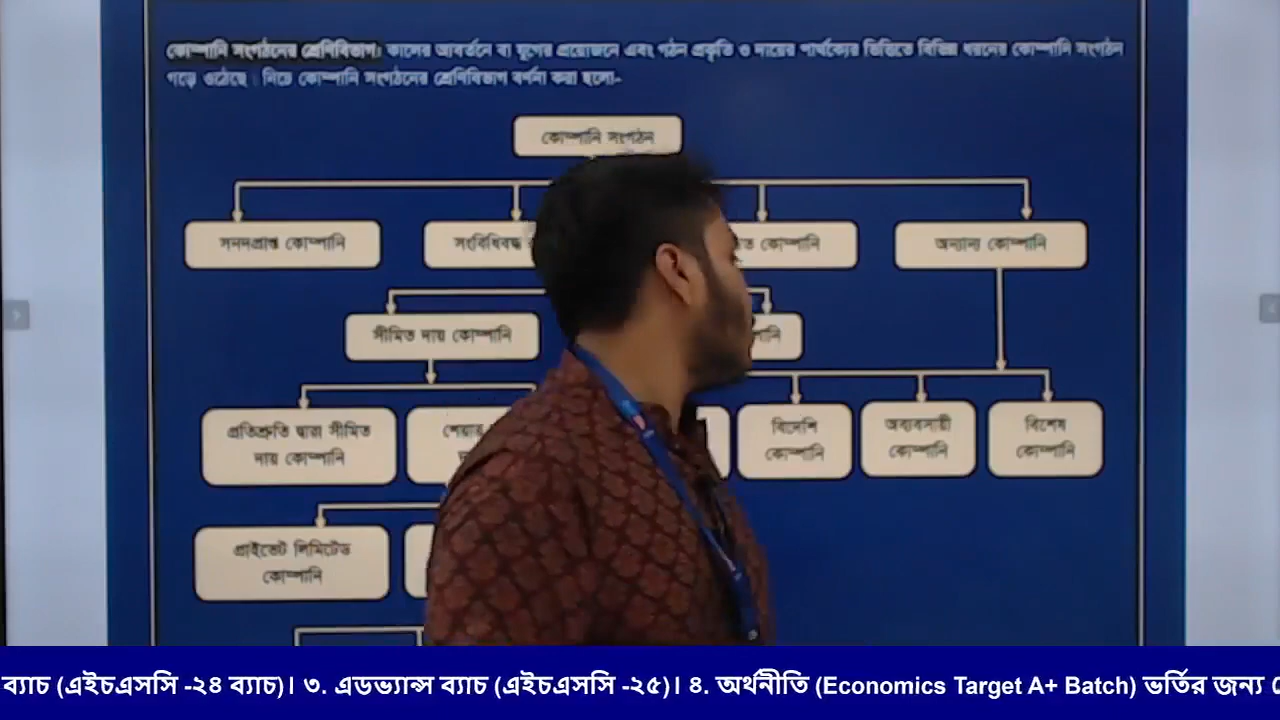 কোম্পানি সংগঠনের শ্রেণিবিভাগ: কালের আবর্তনে বা যুগের প্রয়োজনে এবং গঠন প্রকৃতি ও দায়ের পার্থক্যের ভিত্তিতে বিভিন্ন ধরনের কোম্পানি সংগঠন
গড়ে ওঠেছে। নিচে কোম্পানি সংগঠনের শ্রেণিবিভাগ বর্ণনা করা হলো-
কোম্পানি সংগঠন
সনদপ্রাপ্ত কোম্পানি
সংবিধিবদ্ধ
ত কোম্পানি
অন্যান্য কোম্পানি
সীমিত দায় কোম্পানি
প্রতিশ্রুতি দ্বারা সীমিত
দায় কোম্পানি
শেয়ার
বিদেশি
কোম্পানি
অব্যবসায়ী
কোম্পানি
বিশেষ
কোম্পানি
প্রাইভেট লিমিটেড
কোম্পানি
ব্যাচ (এইচএসসি -২৪ ব্যাচ)। ৩. এডভ্যান্স ব্যাচ (এইচএসসি -২৫)। ৪. অর্থনীতি (Economics Target A+ Batch) ভর্তির জন্য